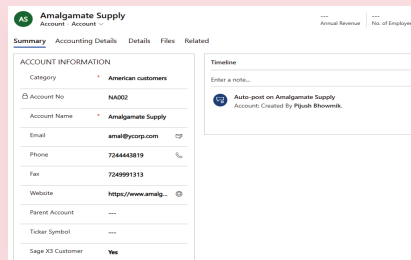 AS
Amalgamate Supply
Account · Account
---
Annual Revenue
---
No. of Employee
Summary Accounting Details Details Files Related
ACCOUNT INFORMATION
Category * American customers
Account No NA002
Account Name * Amalgamate Supply
Email amal@ycorp.com
Phone 7244443819
Fax 7249991313
Website https://www.amalg...
Parent Account ---
Ticker Symbol ---
Sage X3 Customer Yes
Timeline
Enter a note...
Auto-post on Amalgamate Supply
Account: Created By Pijush Bhowmik.